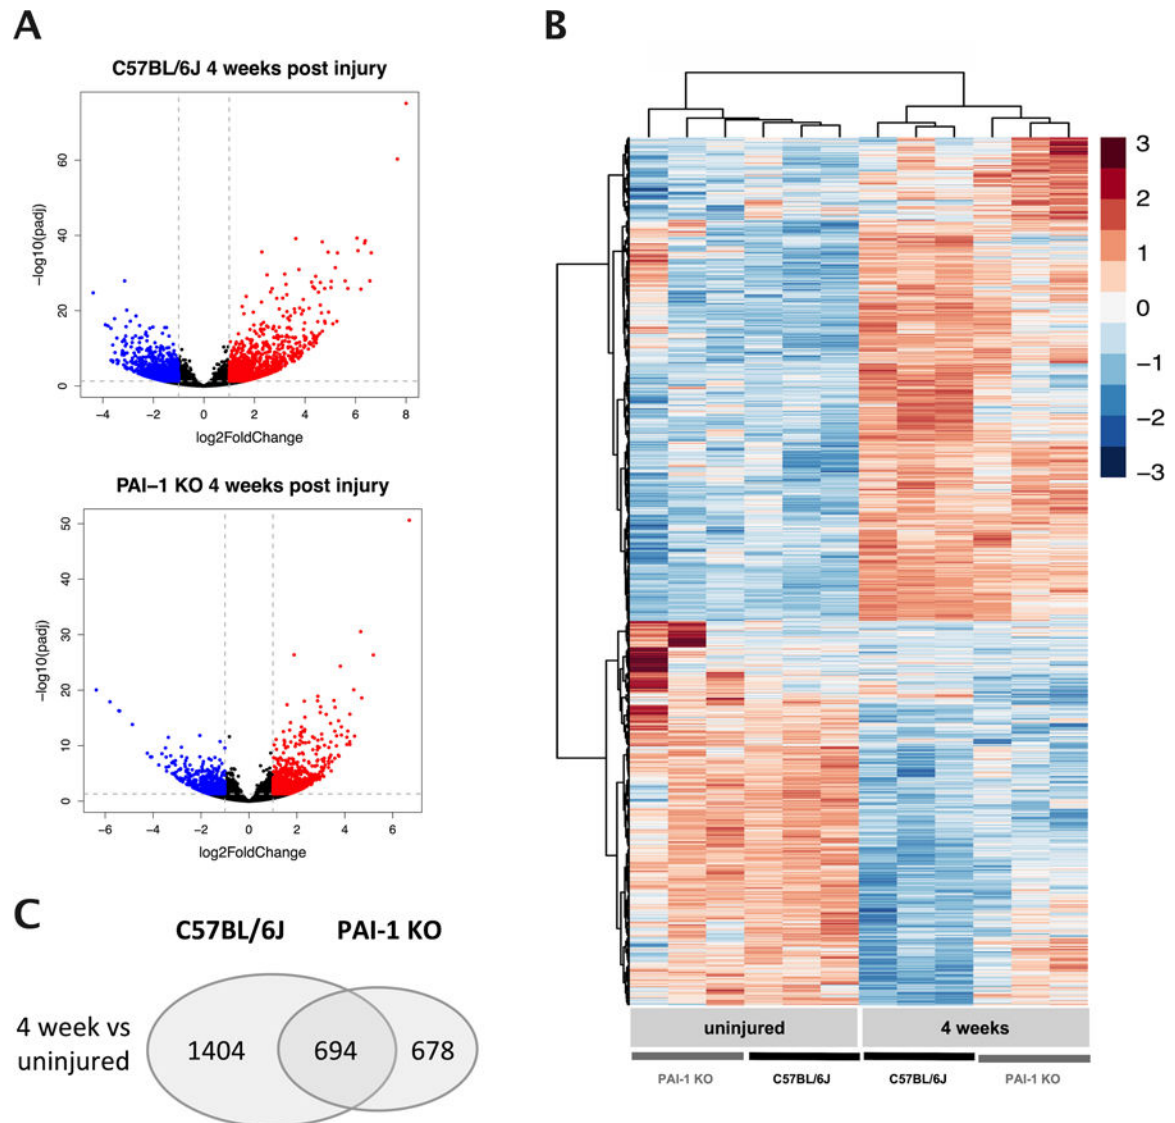 A
C57BL/6J 4 weeks post injury
−log10(padj)
60
40
20
0
−4
−2
0
2
4
6
8
log2FoldChange
PAI−1 KO 4 weeks post injury
−log10(padj)
50
40
30
20
10
0
−6
−4
−2
0
2
4
6
log2FoldChange
B
3
2
1
0
−1
−2
−3
uninjured
4 weeks
PAI-1 KO
C57BL/6J
C57BL/6J
PAI-1 KO
C
C57BL/6J
PAI-1 KO
4 week vs
uninjured
1404
694
678